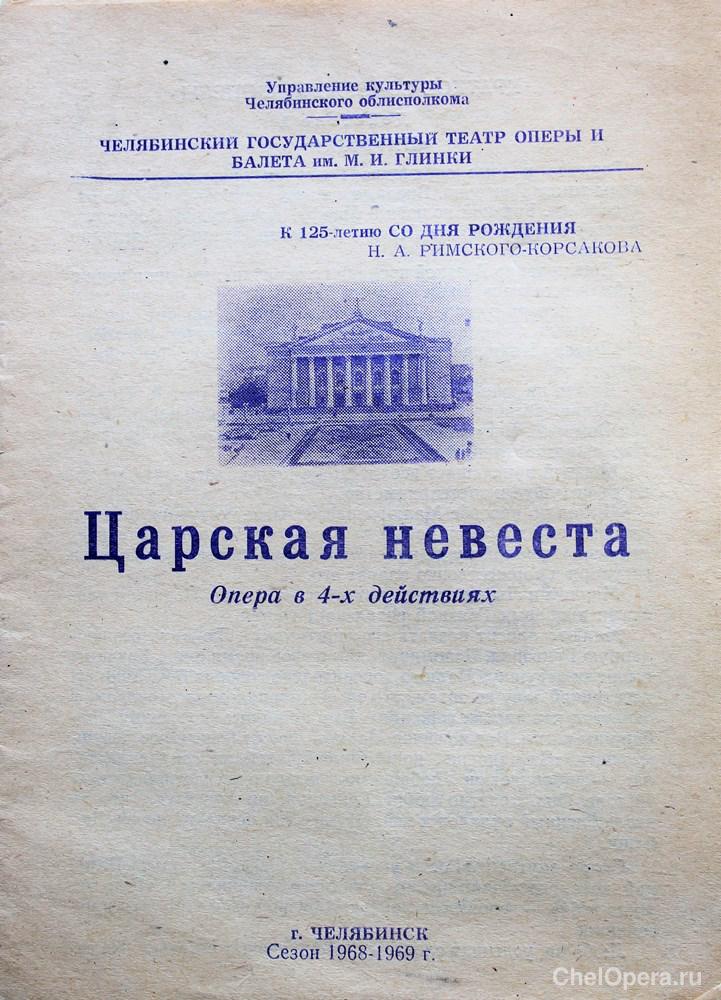 Управление культуры
Челябинского облисполкома
ЧЕЛЯБИНСКИЙ ГОСУДАРСТВЕННЫЙ ТЕАТР ОПЕРЫ И
БАЛЕТА им. М. И. ГЛИНКИ
К 125-летию СО ДНЯ РОЖДЕНИЯ
Н. А. РИМСКОГО-КОРСАКОВА
Царская невеста
Опера в 4-х действиях
г. ЧЕЛЯБИНСК
Сезон 1968-1969 г.
ChelOpera.ru